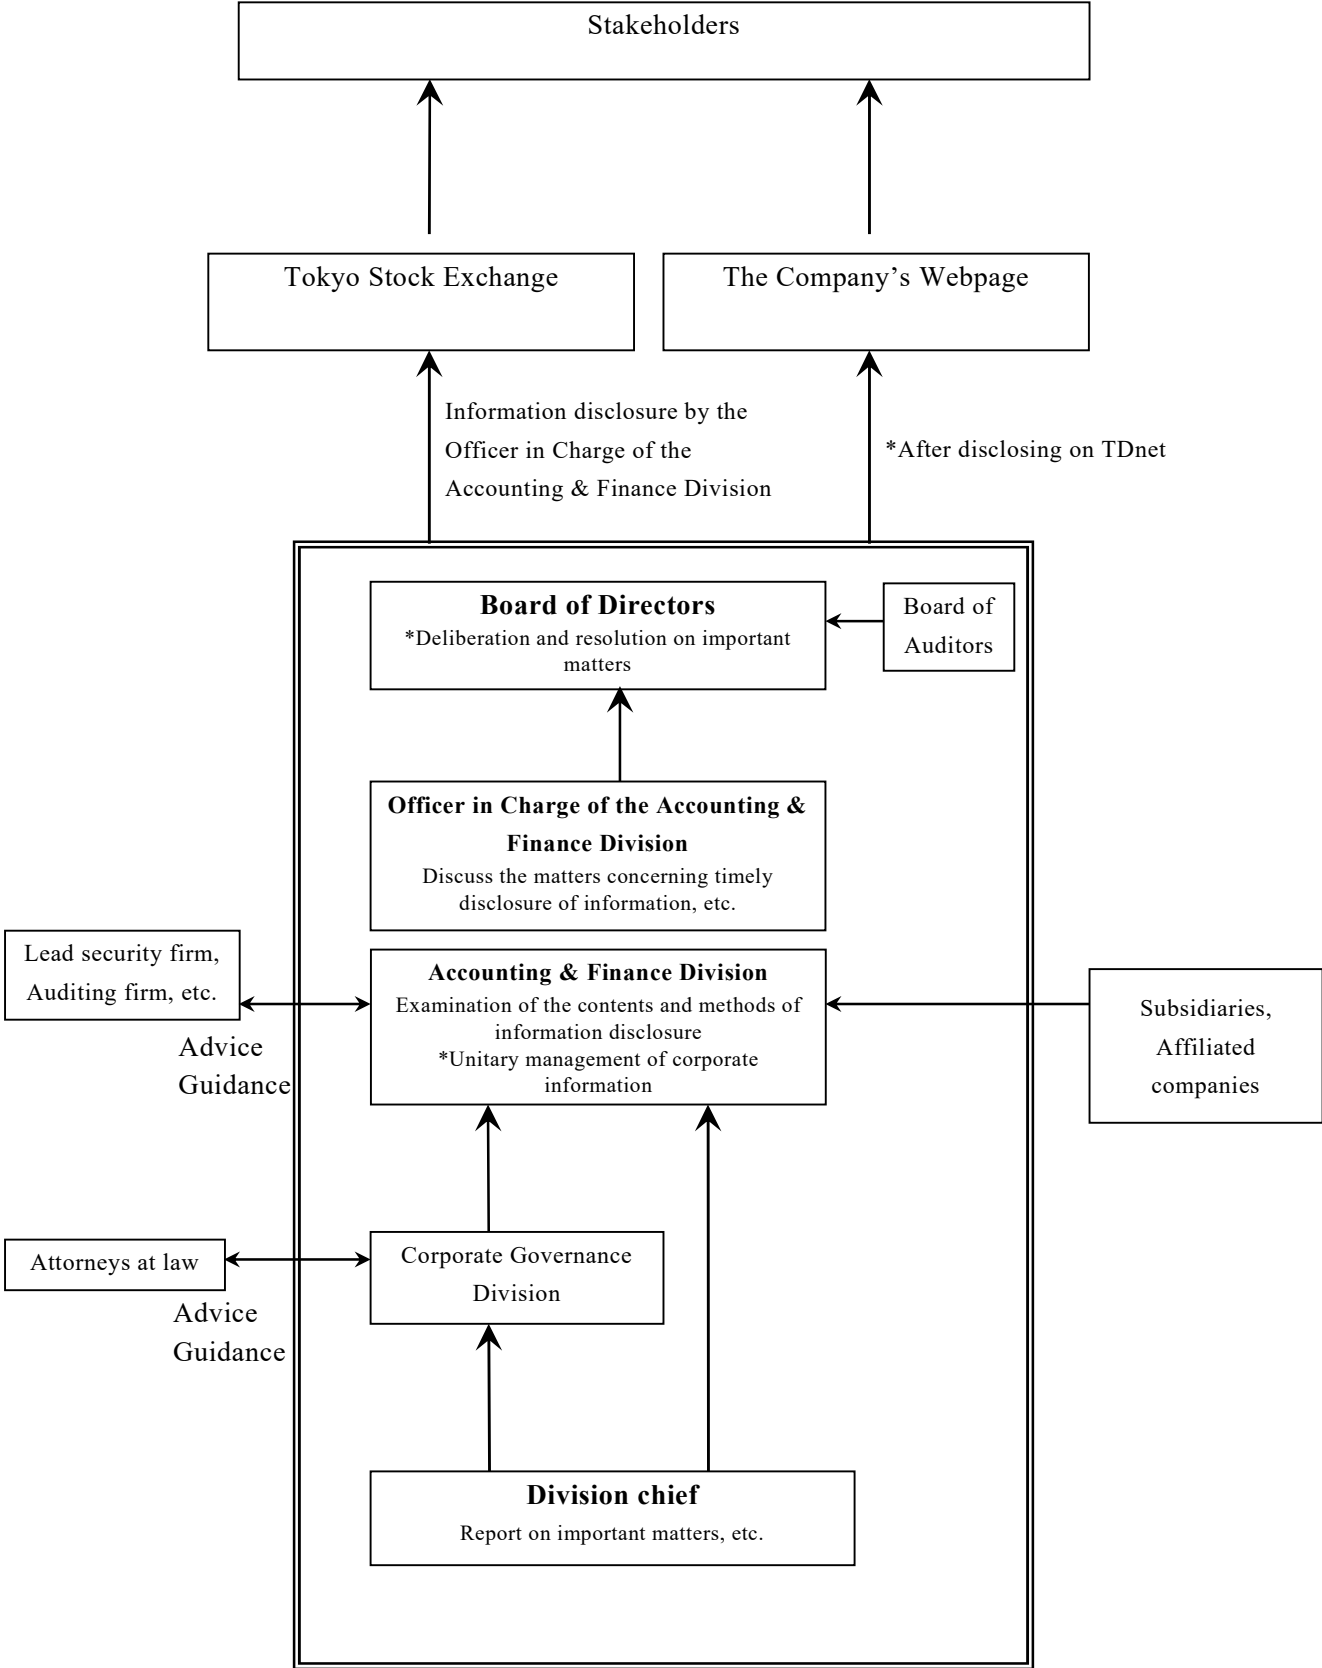 Stakeholders
Tokyo Stock Exchange
The Company’s Webpage
Information disclosure by the
Officer in Charge of the
Accounting & Finance Division
*After disclosing on TDnet
Board of Directors
*Deliberation and resolution on important
matters
Board of
Auditors
Officer in Charge of the Accounting &
Finance Division
Discuss the matters concerning timely
disclosure of information, etc.
Lead security firm,
Auditing firm, etc.
Advice
Guidance
Accounting & Finance Division
Examination of the contents and methods of
information disclosure
*Unitary management of corporate
information
Subsidiaries,
Affiliated
companies
Attorneys at law
Advice
Guidance
Corporate Governance
Division
Division chief
Report on important matters, etc.